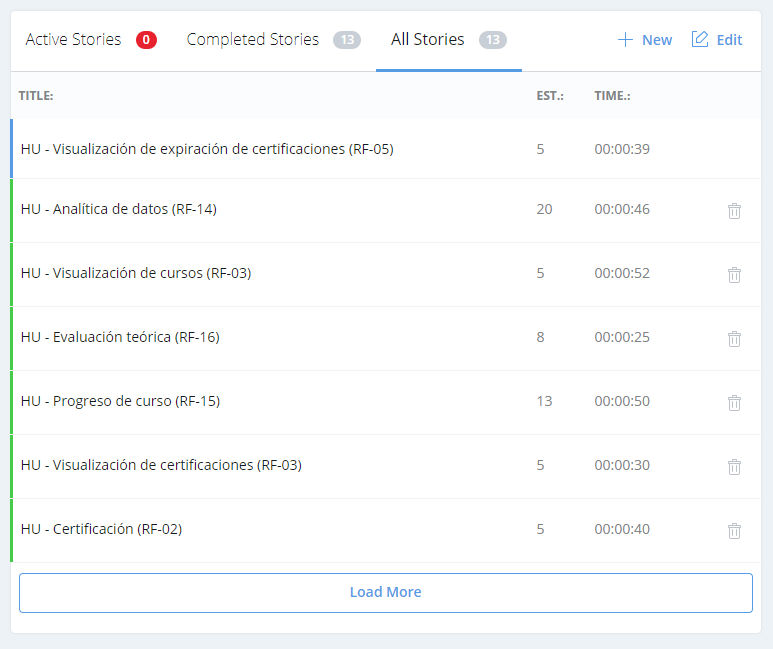 Active Stories 0 Completed Stories 13 All Stories 13 New Edit
TITLE: EST.: TIME.:
HU - Visualización de expiración de certificaciones (RF-05) 5 00:00:39
HU - Analítica de datos (RF-14) 20 00:00:46
HU - Visualización de cursos (RF-03) 5 00:00:52
HU - Evaluación teórica (RF-16) 8 00:00:25
HU - Progreso de curso (RF-15) 13 00:00:50
HU - Visualización de certificaciones (RF-03) 5 00:00:30
HU - Certificación (RF-02) 5 00:00:40
Load More